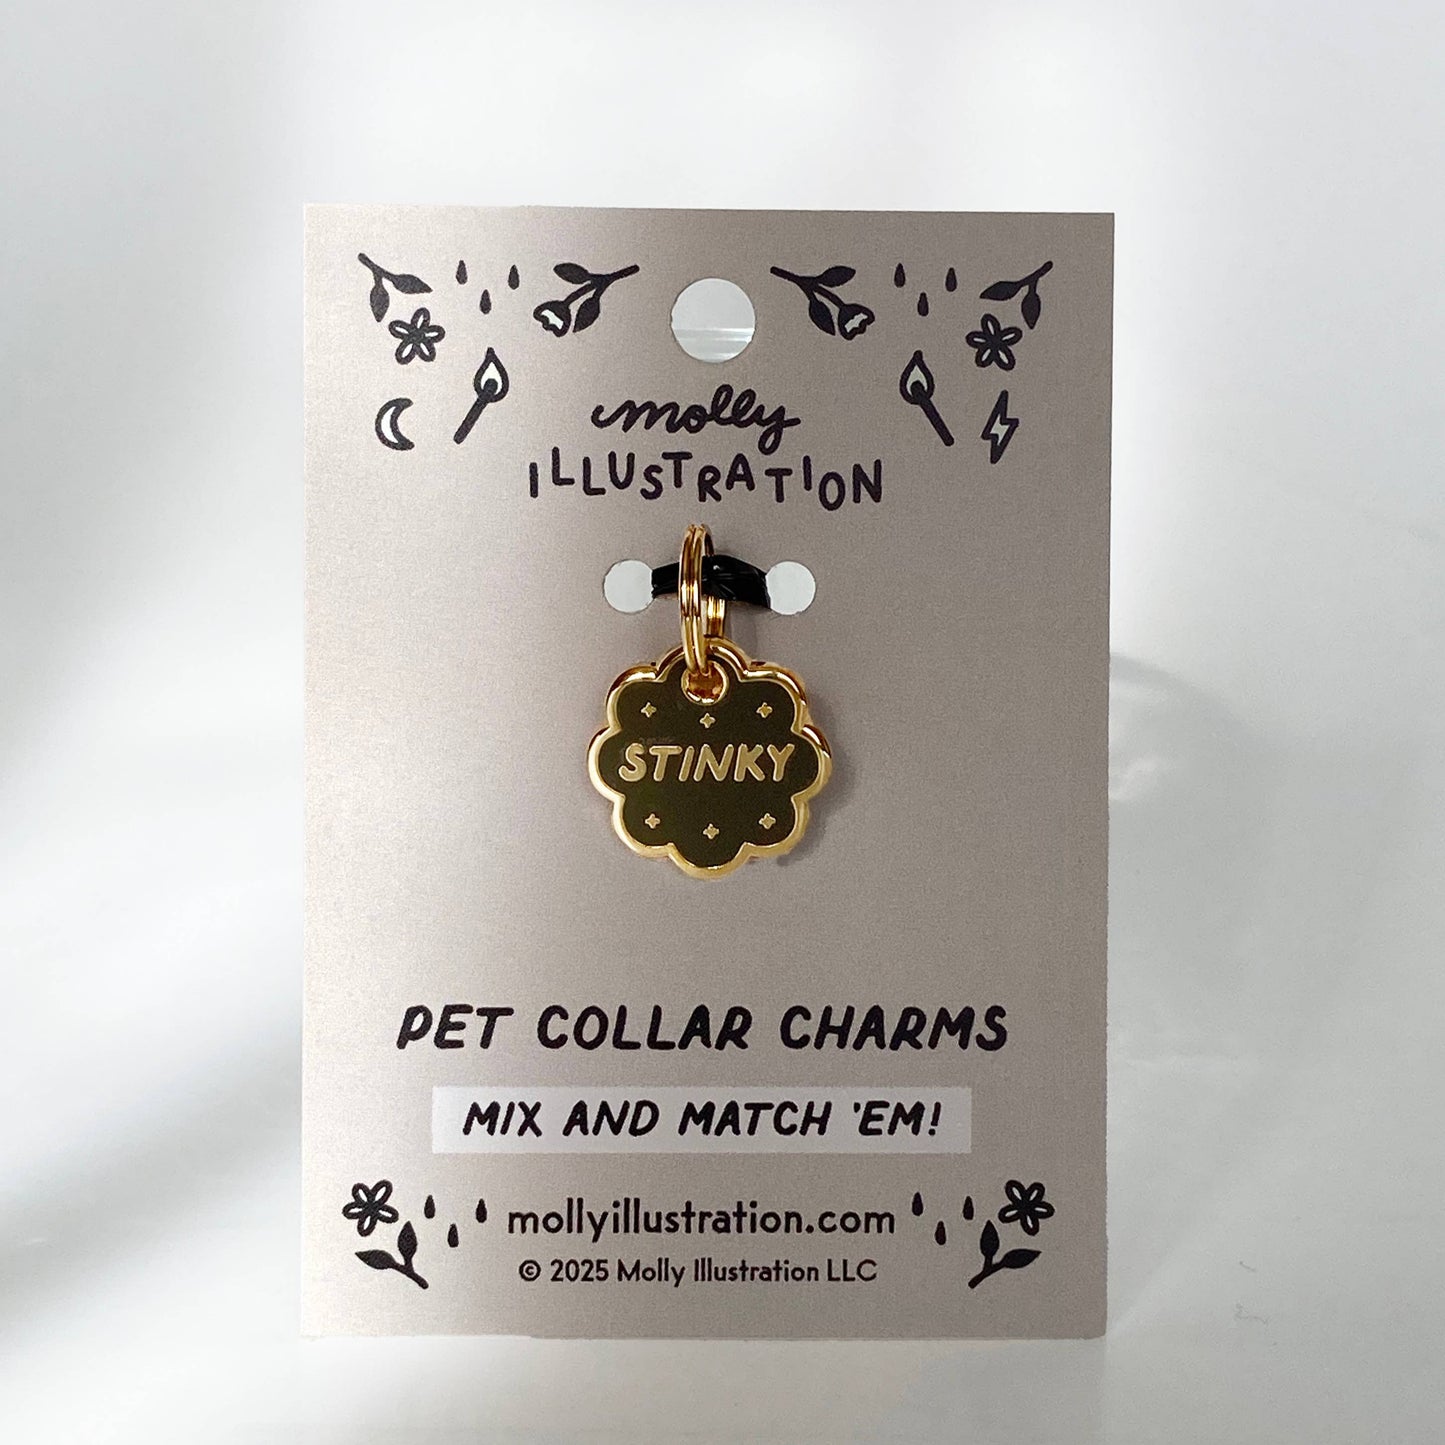 molly
ILLUSTRATION
STINKY
PET COLLAR CHARMS
MIX AND MATCH 'EM!
mollyillustration.com
© 2025 Molly Illustration LLC